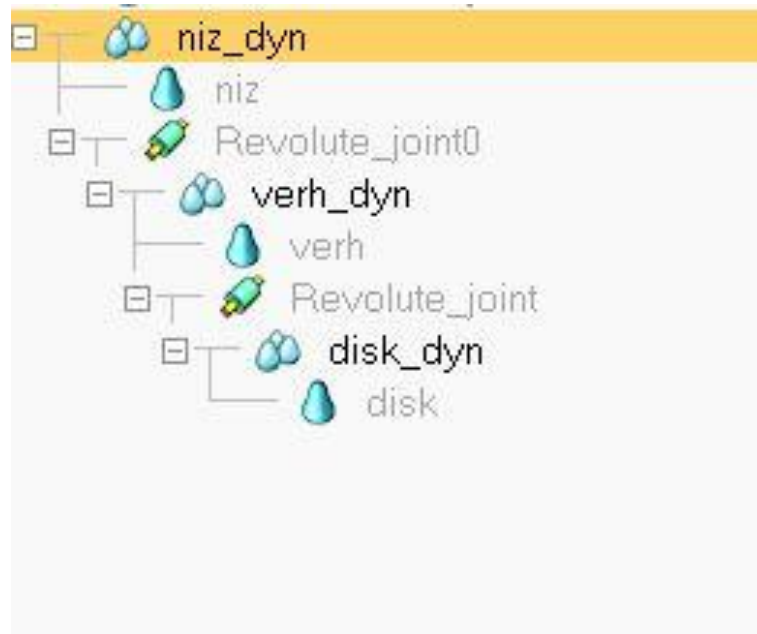 niz_dyn
niz
Revolute_joint0
verh_dyn
verh
Revolute_joint
disk_dyn
disk